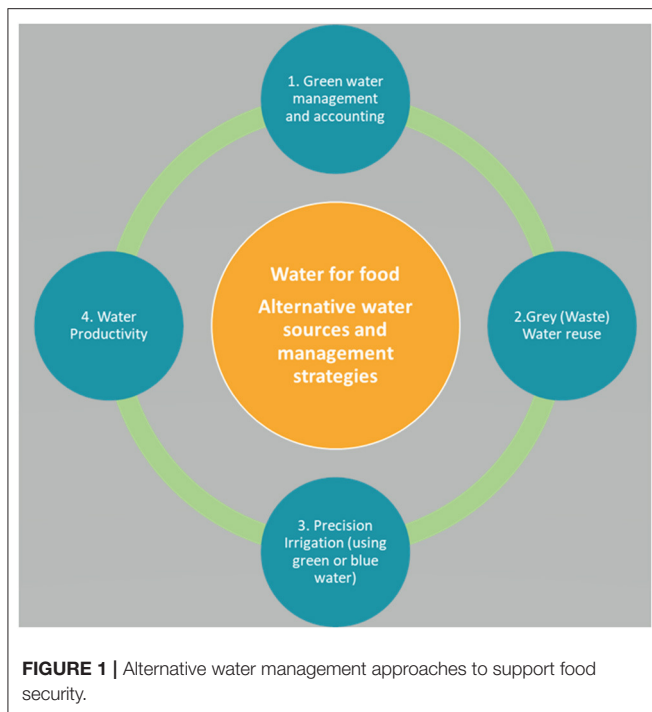 1. Green water
management
and accounting
Water for food
Alternative water
sources and
management
strategies
4. Water
Productivity
2.Grey (Waste)
Water reuse
3. Precision
Irrigation (using
green or blue
water)
FIGURE 1 | Alternative water management approaches to support food
security.